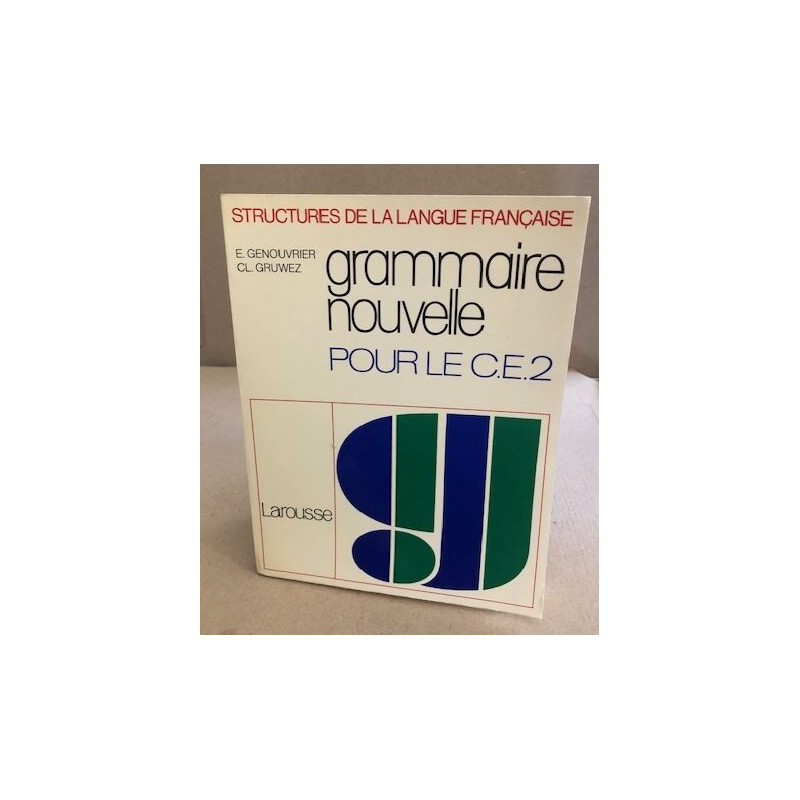 STRUCTURES DE LA LANGUE FRANÇAISE
E. GENOUVRIER
CL. GRUWEZ
grammaire
nouvelle
POUR LE C.E.2
Larousse